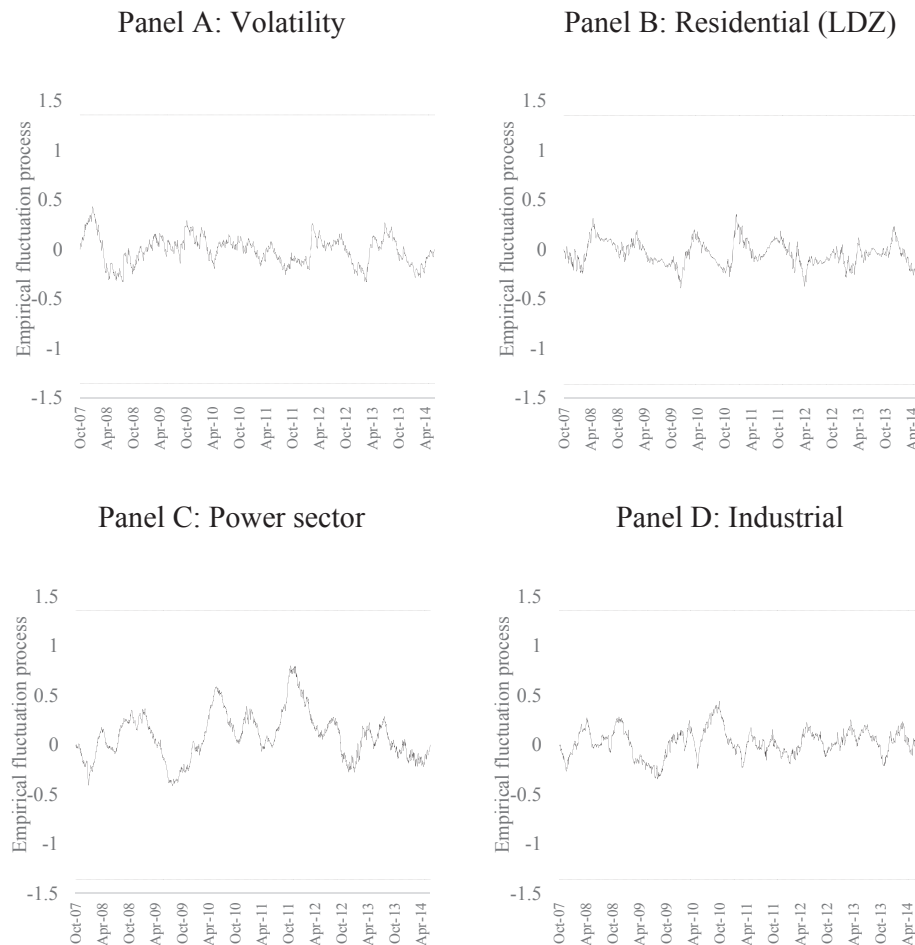 Panel A: Volatility
Empirical fluctuation process
1.5
1
0.5
0
-0.5
-1
-1.5
Oct-07
Apr-08
Oct-08
Apr-09
Oct-09
Apr-10
Oct-10
Apr-11
Oct-11
Apr-12
Oct-12
Apr-13
Oct-13
Apr-14
Panel B: Residential (LDZ)
Empirical fluctuation process
1.5
1
0.5
0
-0.5
-1
-1.5
Oct-07
Apr-08
Oct-08
Apr-09
Oct-09
Apr-10
Oct-10
Apr-11
Oct-11
Apr-12
Oct-12
Apr-13
Oct-13
Apr-14
Panel C: Power sector
Empirical fluctuation process
1.5
1
0.5
0
-0.5
-1
-1.5
Oct-07
Apr-08
Oct-08
Apr-09
Oct-09
Apr-10
Oct-10
Apr-11
Oct-11
Apr-12
Oct-12
Apr-13
Oct-13
Apr-14
Panel D: Industrial
Empirical fluctuation process
1.5
1
0.5
0
-0.5
-1
-1.5
Oct-07
Apr-08
Oct-08
Apr-09
Oct-09
Apr-10
Oct-10
Apr-11
Oct-11
Apr-12
Oct-12
Apr-13
Oct-13
Apr-14